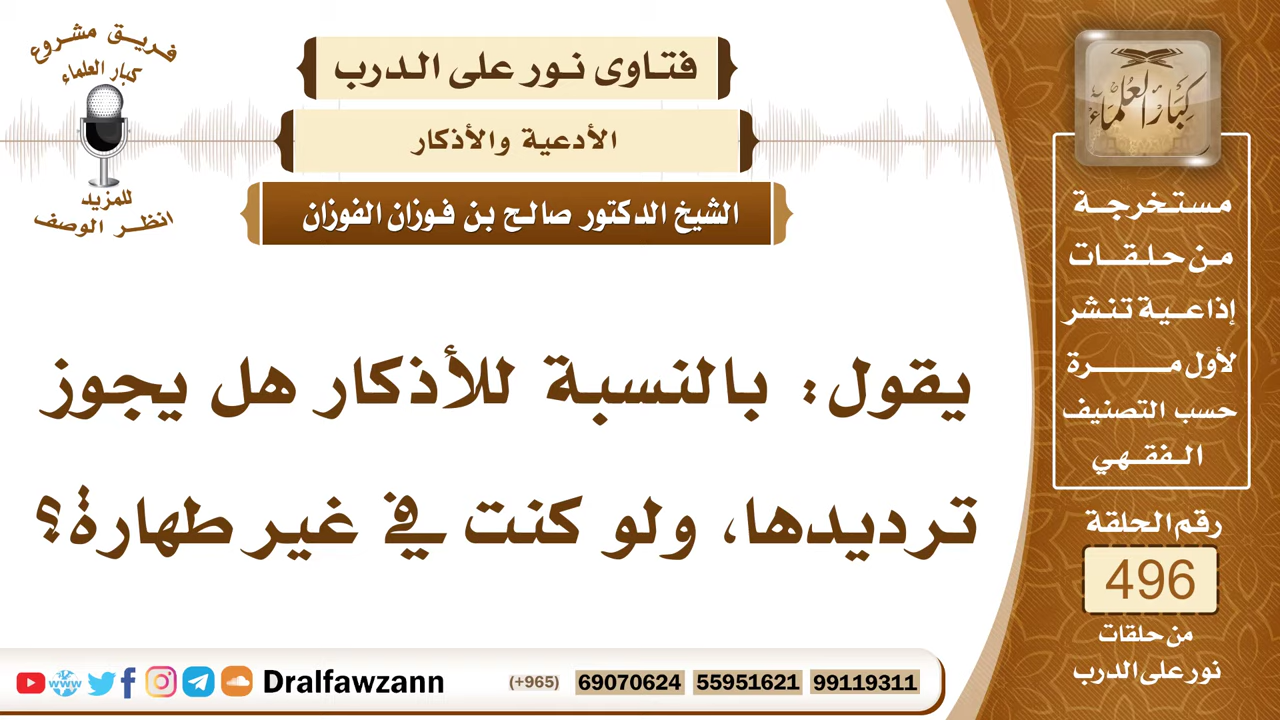 فريق مشروع
كبار العلماء
للمزيد
انظر الوصف
فتاوى نور على الدرب
الأدعية والأذكار
الشيخ الدكتور صالح بن فوزان الفوزان
كبار العلماء
مستخرجة
من حلقات
إذاعية تنشر
لأول مرة
حسب التصنيف
الفقهي
رقم الحلقة
496
من حلقات
نور على الدرب
يقول: بالنسبة للأذكار هل يجوز
ترديدها، ولو كنت في غير طهارة؟
www Dralfawzann (+965) 69070624 55951621 99119311